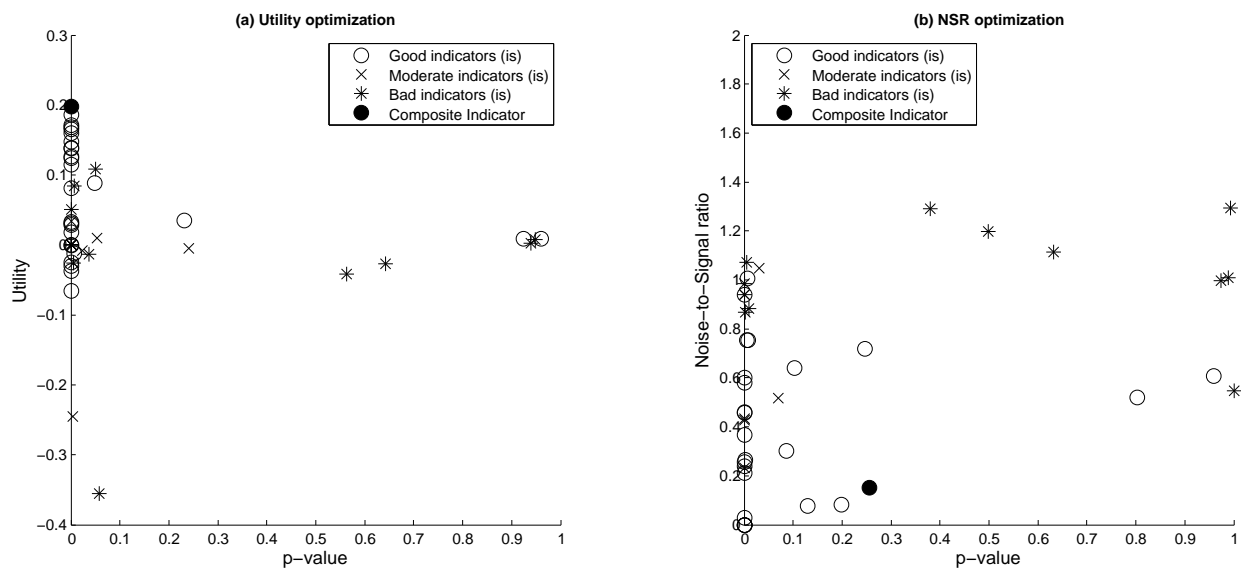 (a) Utility optimization
0.3
0.2
0.1
0
−0.1
−0.2
−0.3
−0.4
Utility
0 0.1 0.2 0.3 0.4 0.5 0.6 0.7 0.8 0.9 1
p−value
Good indicators (is)
Moderate indicators (is)
Bad indicators (is)
Composite Indicator
(b) NSR optimization
2
1.8
1.6
1.4
1.2
1
0.8
0.6
0.4
0.2
0
Noise−to−Signal ratio
0 0.1 0.2 0.3 0.4 0.5 0.6 0.7 0.8 0.9 1
p−value
Good indicators (is)
Moderate indicators (is)
Bad indicators (is)
Composite Indicator